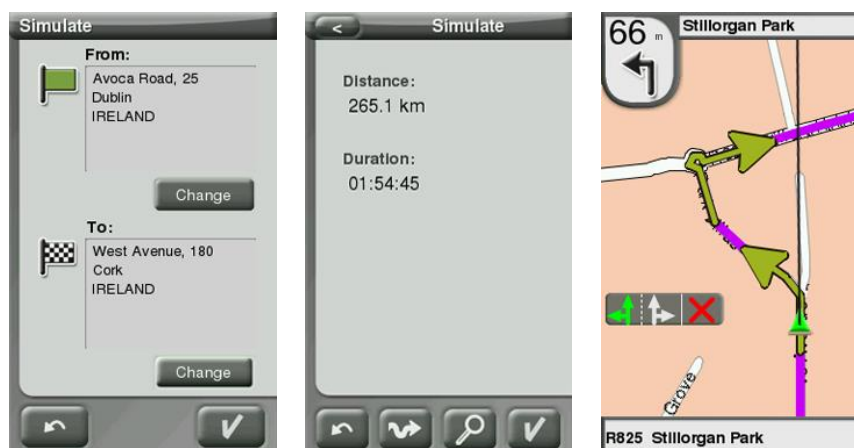 Simulate
From:
Avoca Road, 25
Dublin
IRELAND
Change
To:
West Avenue, 180
Cork
IRELAND
Change
<
Simulate
Distance:
265.1 km
Duration:
01:54:45
66 m
Stillorgan Park
Grove
R825 Stillorgan Park